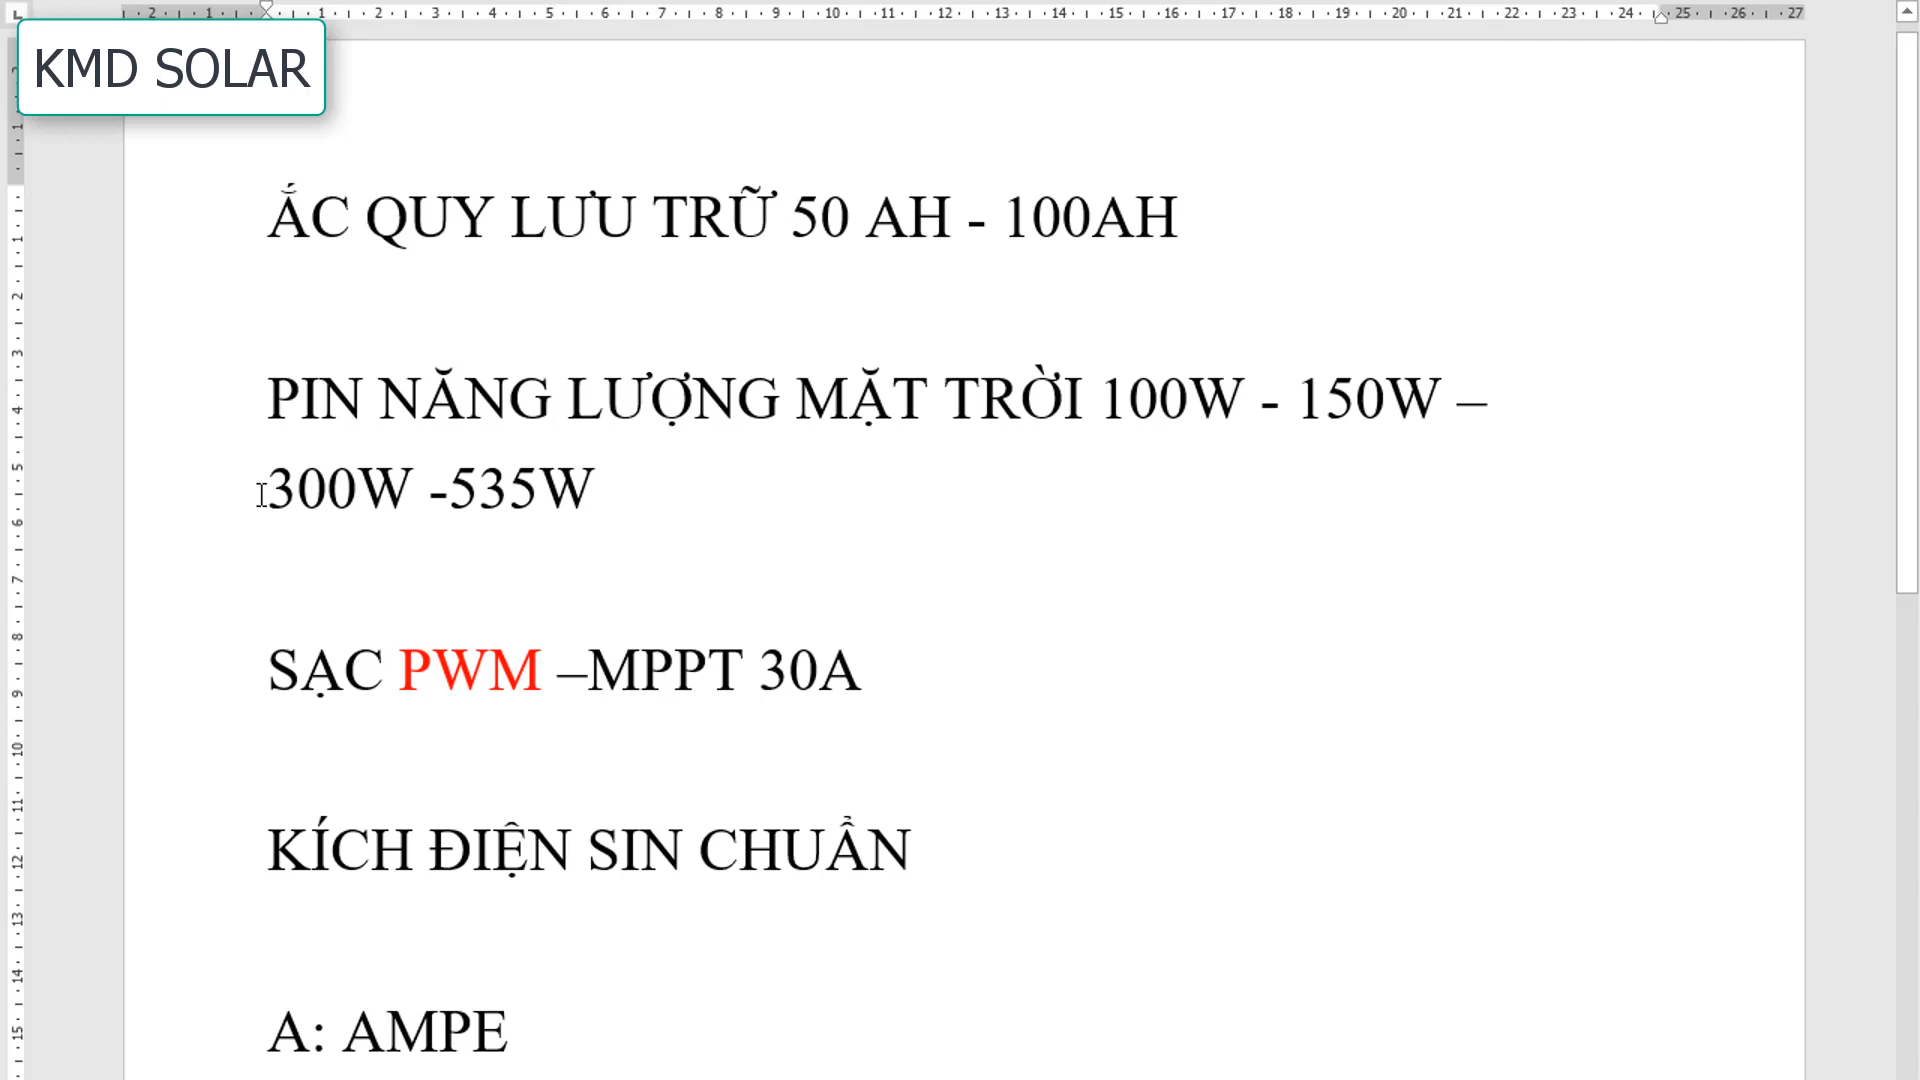 KMD SOLAR
ẮC QUY LƯU TRỮ 50 AH - 100AH
PIN NĂNG LƯỢNG MẶT TRỜI 100W - 150W –
300W -535W
SẠC PWM –MPPT 30A
KÍCH ĐIỆN SIN CHUẨN
A: AMPE